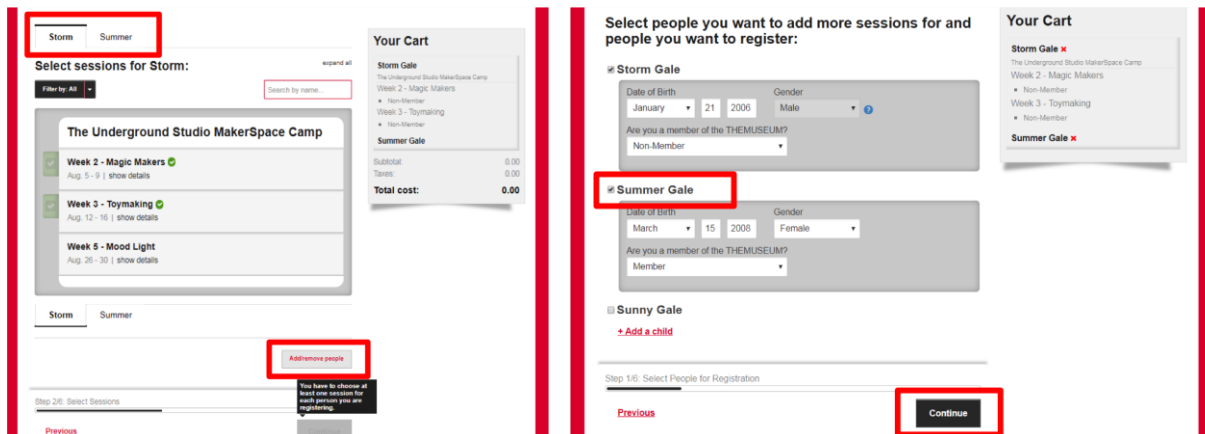 Storm Summer
Select sessions for Storm:
expand all
Filter by: All
Search by name...
The Underground Studio MakerSpace Camp
Week 2 - Magic Makers
Aug. 5 - 9 | show details
Week 3 - Toymaking
Aug. 12 - 16 | show details
Week 5 - Mood Light
Aug. 26 - 30 | show details
Storm Summer
Add/remove people
You have to choose at
least one session for
each person you are
registering.
Step 2/6: Select Sessions
Previous
Continue
Your Cart
Storm Gale
The Underground Studio MakerSpace Camp
Week 2 - Magic Makers
Non-Member
Week 3 - Toymaking
Non-Member
Summer Gale
Subtotal: 0.00
Taxes: 0.00
Total cost: 0.00
Select people you want to add more sessions for and
people you want to register:
Storm Gale
Date of Birth Gender
January 21 2006 Male
Are you a member of the THEMUSEUM?
Non-Member
Summer Gale
Date of Birth Gender
March 15 2008 Female
Are you a member of the THEMUSEUM?
Member
Sunny Gale
+ Add a child
Step 1/6: Select People for Registration
Previous
Continue
Your Cart
Storm Gale
The Underground Studio MakerSpace Camp
Week 2 - Magic Makers
Non-Member
Week 3 - Toymaking
Non-Member
Summer Gale